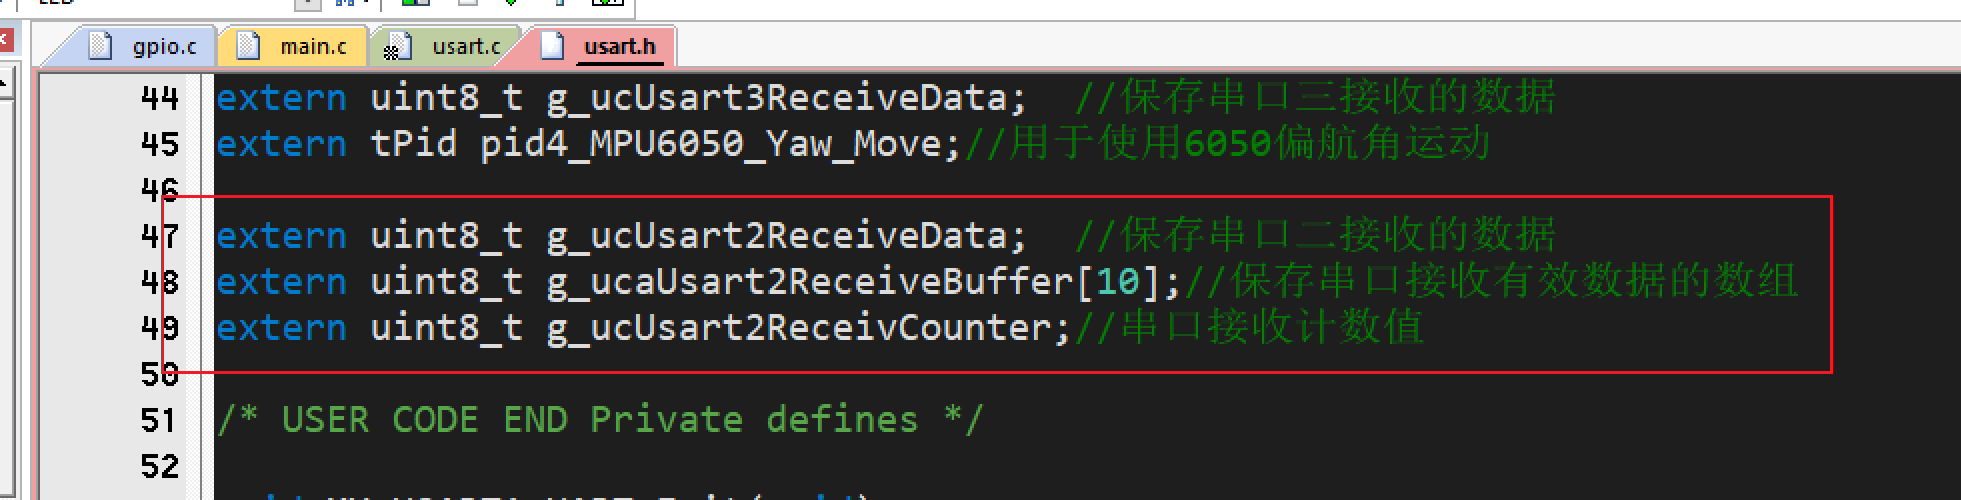 gpio.c main.c usart.c usart.h
44 extern uint8_t g_ucUsart3ReceiveData;  //保存串口三接收的数据
45 extern tPid pid4_MPU6050_Yaw_Move;//用于使用6050偏航角运动
46
47 extern uint8_t g_ucUsart2ReceiveData;  //保存串口二接收的数据
48 extern uint8_t g_ucaUsart2ReceiveBuffer[10];//保存串口接收有效数据的数组
49 extern uint8_t g_ucUsart2ReceivCounter;//串口接收计数值
50
51 /* USER CODE END Private defines */
52